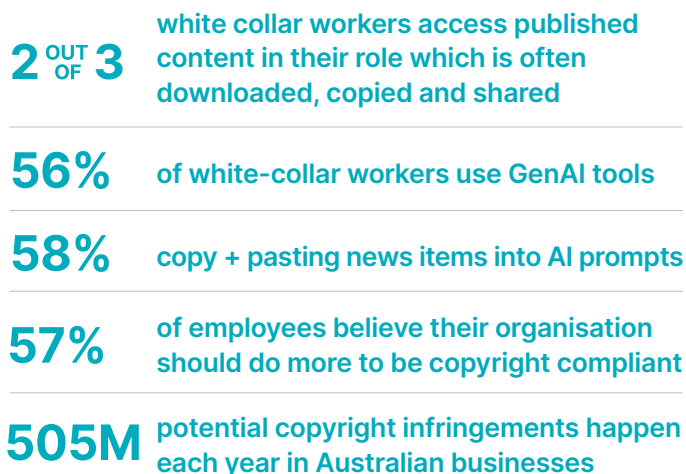 2 OUT OF 3
white collar workers access published
content in their role which is often
downloaded, copied and shared
56%
of white-collar workers use GenAI tools
58%
copy + pasting news items into AI prompts
57%
of employees believe their organisation
should do more to be copyright compliant
505M
potential copyright infringements happen
each year in Australian businesses